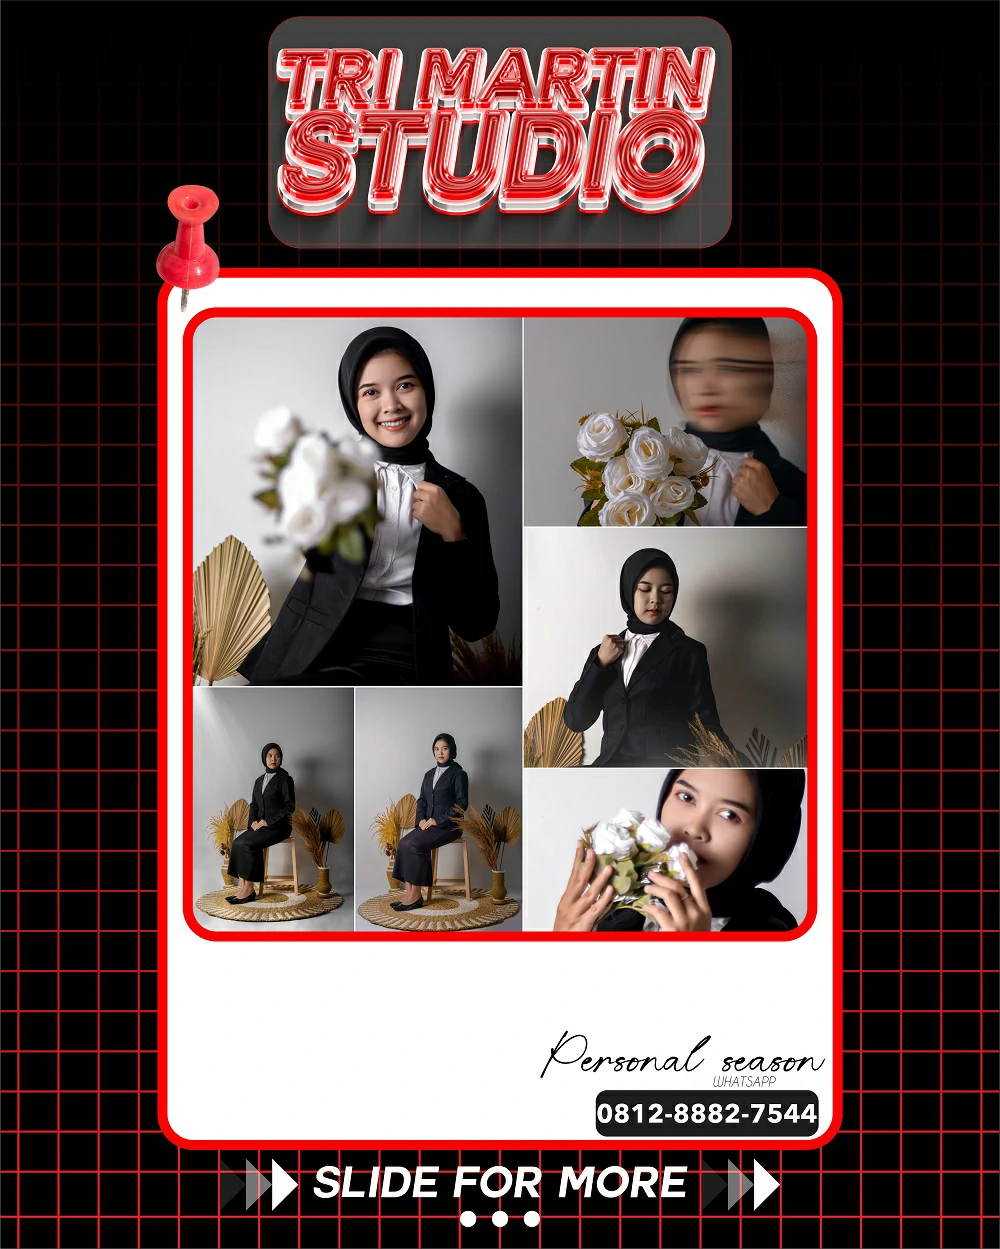 TRI MARTIN
STUDIO
Personal season
WHATSAPP
0812-8882-7544
SLIDE FOR MORE